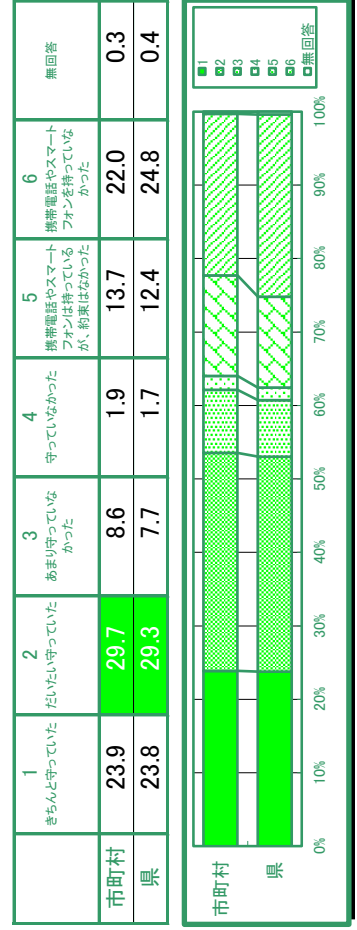 1
きちんと守っていた
2
だいたい守っていた
3
あまり守っていな
かった
4
守っていなかった
5
携帯電話やスマート
フォンは持っている
が、約束はなかった
6
携帯電話やスマート
フォンを持っていな
かった
無回答
市町村 23.9 29.7 8.6 1.9 13.7 22.0 0.3
県 23.8 29.3 7.7 1.7 12.4 24.8 0.4
市町村
県
0% 10% 20% 30% 40% 50% 60% 70% 80% 90% 100%
1
2
3
4
5
6
無回答